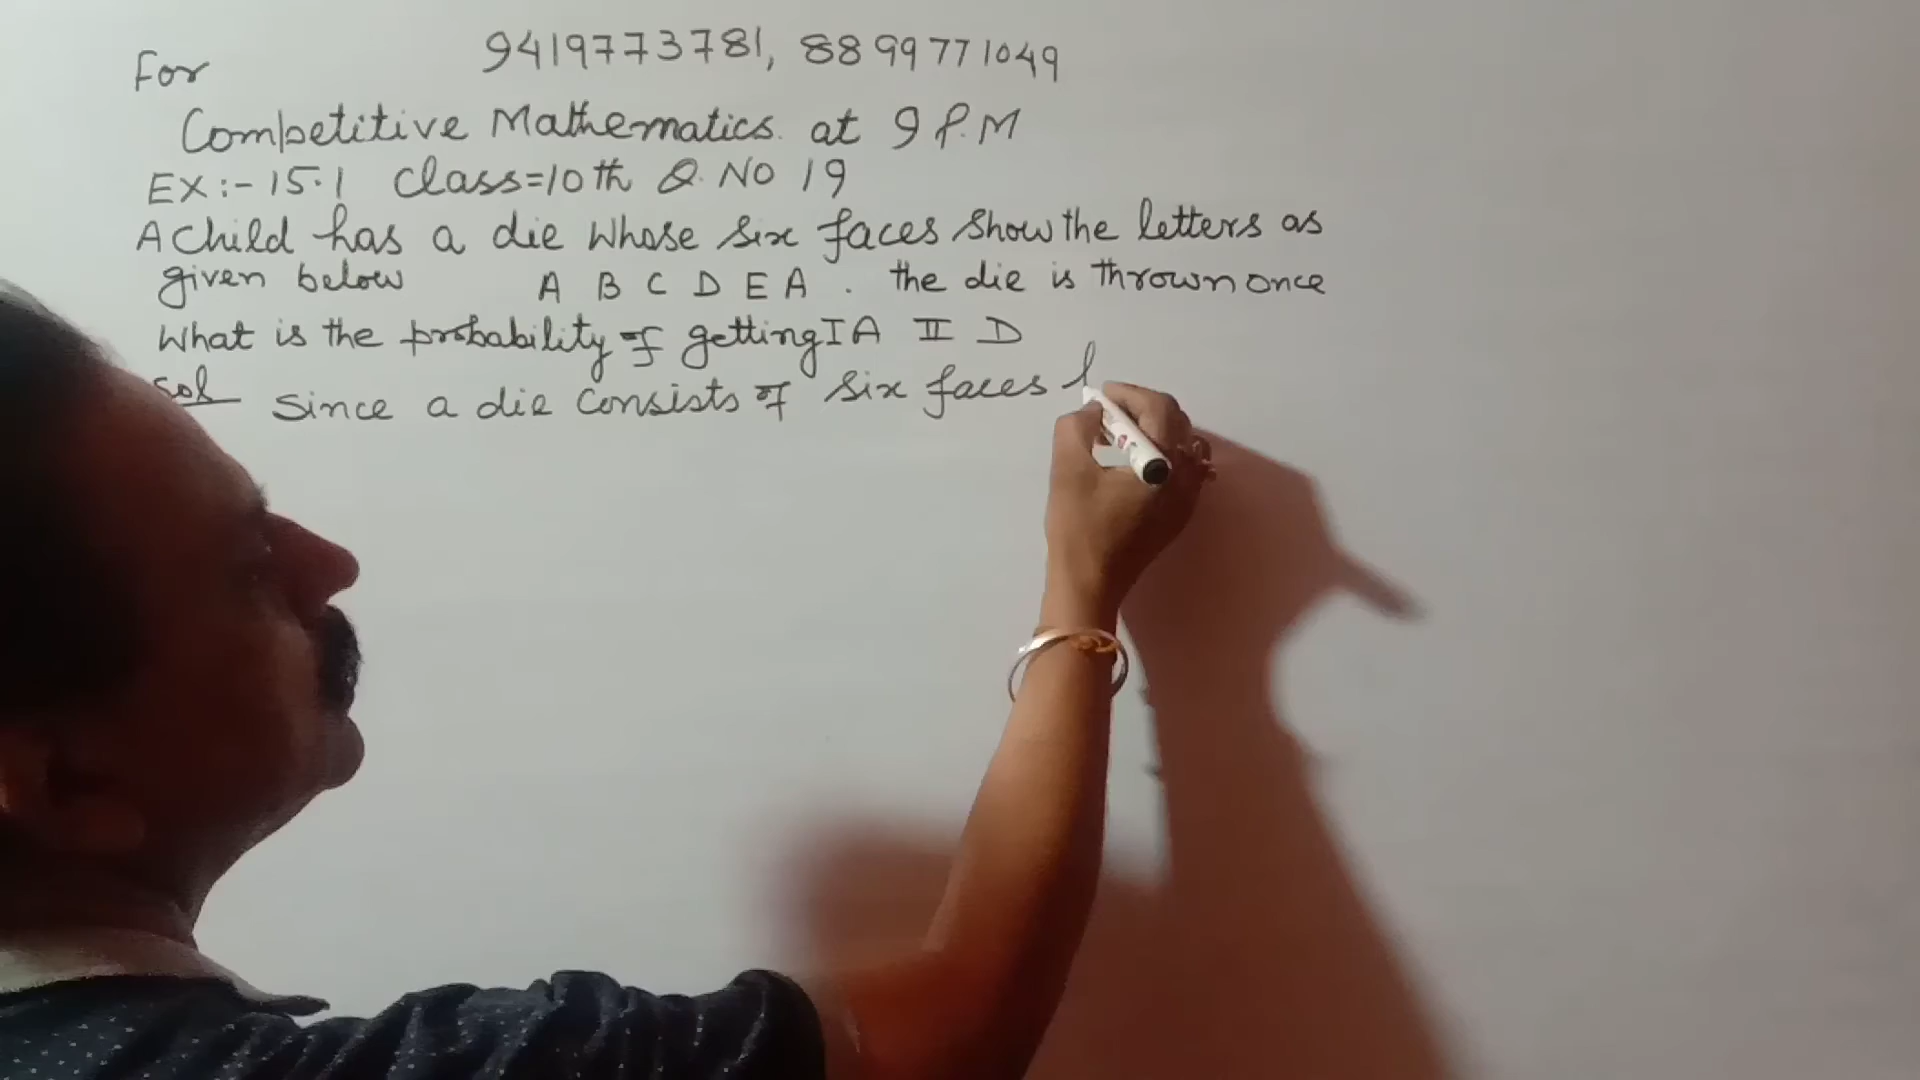 9419773781, 8899771049
For
Competitive Mathematics. at 9 P.M
EX:-15.1 Class=10th Q. NO 19
A Child has a die whose six faces show the letters as
given below A B C D E A . the die is thrown once
What is the probability of getting I A II D
Sol Since a die consists of six faces